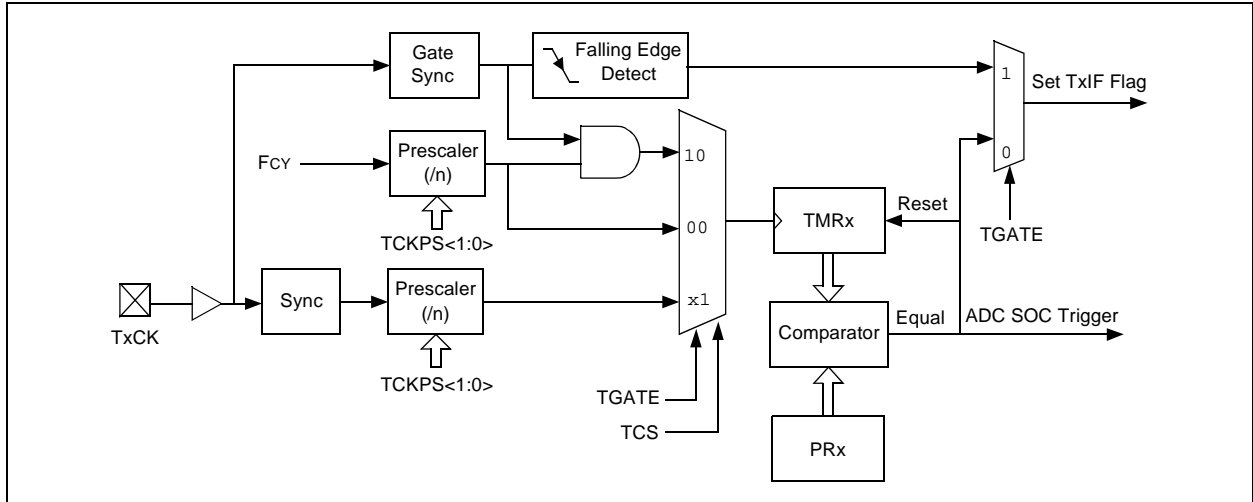 Gate
Sync
Falling Edge
Detect
1
Set TxIF Flag
0
TGATE
FCY
Prescaler
(/n)
TCKPS<1:0>
10
00
x1
TMRx
Reset
TxCK
Sync
Prescaler
(/n)
TCKPS<1:0>
Comparator
Equal
ADC SOC Trigger
TGATE
TCS
PRx